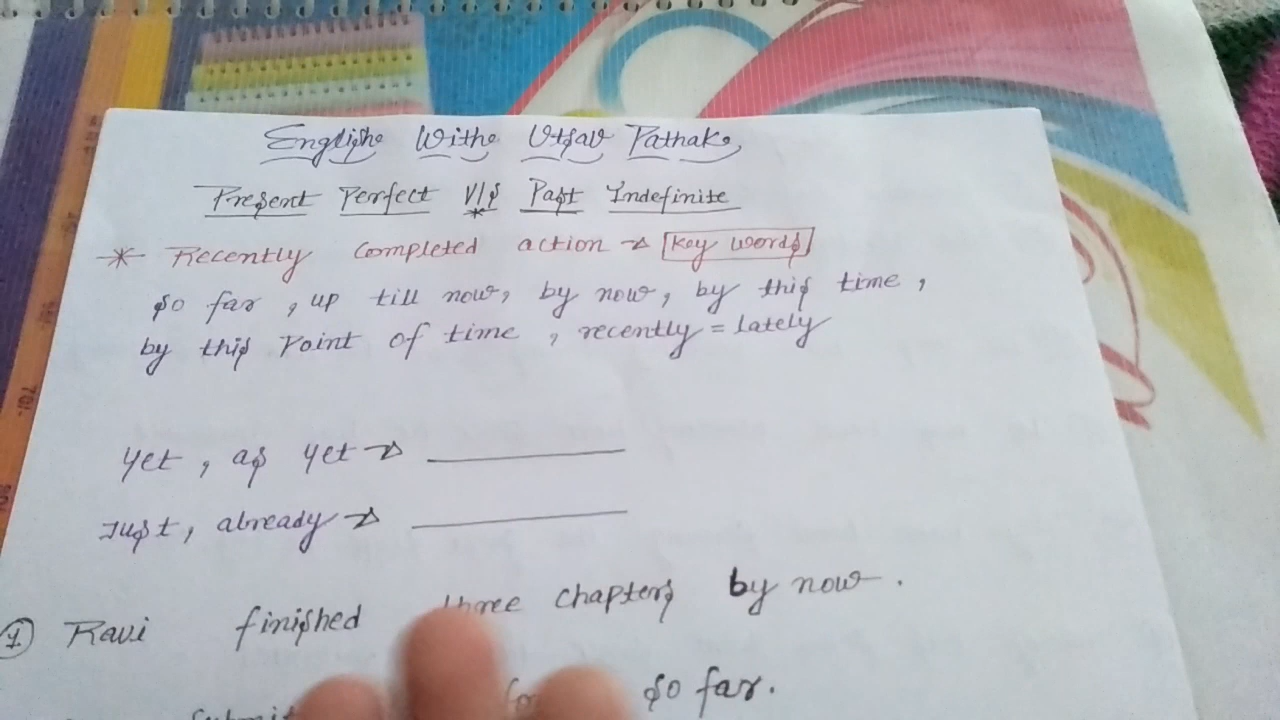 English With Utsav Pathak
Present Perfect V/s Past Indefinite
* Recently Completed action → Key words
So far, up till now, by now, by this time,
by this Point of time, recently = lately
Yet, as yet →
Just, already →
1 Ravi finished three chapters by now.
so far.